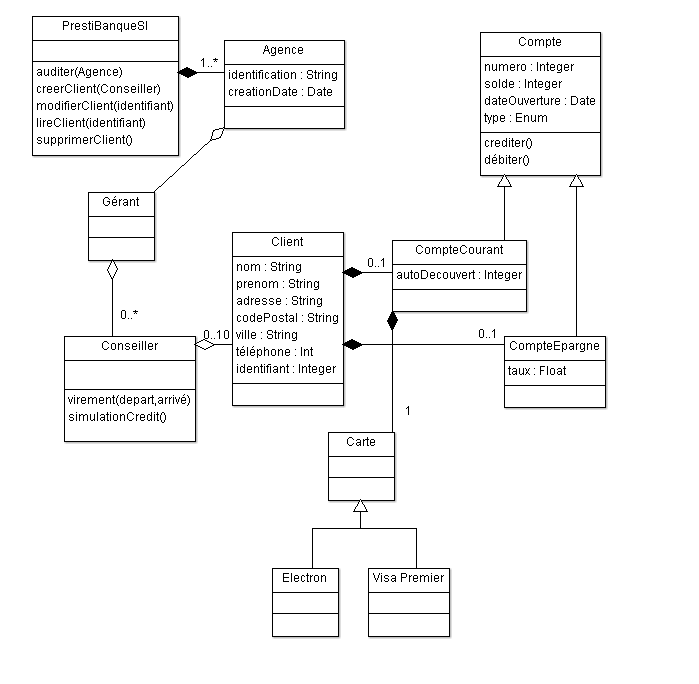 PrestiBanqueSI
auditer(Agence)
creerClient(Conseiller)
modifierClient(identifiant)
lireClient(identifiant)
supprimerClient()
1..*
Agence
identification : String
creationDate : Date
Compte
numero : Integer
solde : Integer
dateOuverture : Date
type : Enum
crediter()
débiter()
Gérant
0..*
Client
nom : String
prenom : String
adresse : String
codePostal : String
ville : String
téléphone : Int
identifiant : Integer
0..1
CompteCourant
autoDecouvert : Integer
Conseiller
virement(depart,arrivé)
simulationCredit()
0..10
0..1
CompteEpargne
taux : Float
1
Carte
Electron
Visa Premier